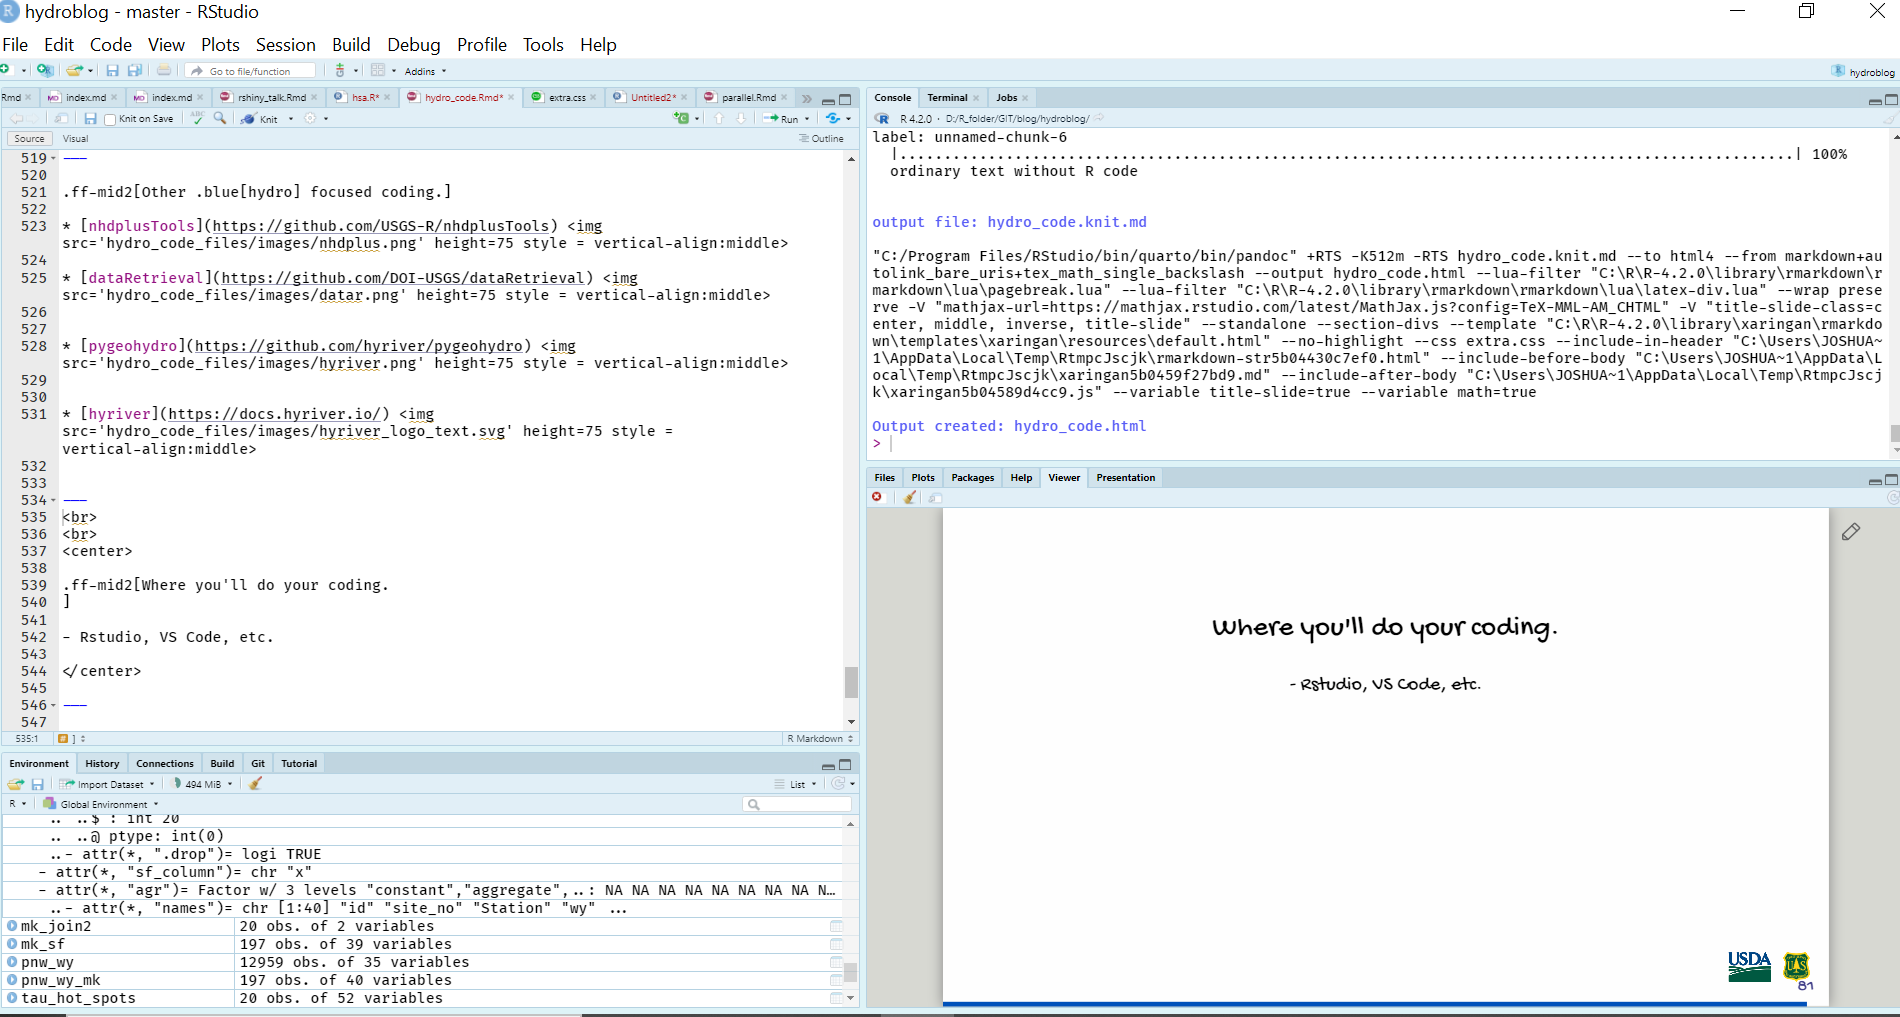 hydroblog - master - RStudio
File Edit Code View Plots Session Build Debug Profile Tools Help
Go to file/function Addins hydroblog
Rmd index.md index.md rshiny_talk.Rmd hsa.R* hydro_code.Rmd* extra.css Untitled2* parallel.Rmd
Knit on Save Knit Run
Source Visual Outline
519 ---
520
521 .ff-mid2[Other .blue[hydro] focused coding.]
522
523 * [nhdplusTools](https://github.com/USGS-R/nhdplusTools) <img
src='hydro_code_files/images/nhdplus.png' height=75 style = vertical-align:middle>
524
525 * [dataRetrieval](https://github.com/DOI-USGS/dataRetrieval) <img
src='hydro_code_files/images/datar.png' height=75 style = vertical-align:middle>
526
527
528 * [pygeohydro](https://github.com/hyriver/pygeohydro) <img
src='hydro_code_files/images/hyriver.png' height=75 style = vertical-align:middle>
529
530
531 * [hyriver](https://docs.hyriver.io/) <img
src='hydro_code_files/images/hyriver_logo_text.svg' height=75 style =
vertical-align:middle>
532
533
534 ---
535 <br>
536 <br>
537 <center>
538
539 .ff-mid2[Where you'll do your coding.
540 ]
541
542 - Rstudio, VS Code, etc.
543
544 </center>
545
546 ---
547
535:1 # ] R Markdown
Environment History Connections Build Git Tutorial
Import Dataset 494 MiB List
R Global Environment
.. ..$ : int 20
.. ..@ ptype: int(0)
..- attr(*, ".drop")= logi TRUE
- attr(*, "sf_column")= chr "x"
- attr(*, "agr")= Factor w/ 3 levels "constant","aggregate",..: NA NA NA NA NA NA NA NA N…
..- attr(*, "names")= chr [1:40] "id" "site_no" "Station" "wy" ...
mk_join2 20 obs. of 2 variables
mk_sf 197 obs. of 39 variables
pnw_wy 12959 obs. of 35 variables
pnw_wy_mk 197 obs. of 40 variables
tau_hot_spots 20 obs. of 52 variables
Console Terminal Jobs
R 4.2.0 · D:/R_folder/GIT/blog/hydroblog/
label: unnamed-chunk-6
|......................................................................................................| 100%
ordinary text without R code
output file: hydro_code.knit.md
"C:/Program Files/RStudio/bin/quarto/bin/pandoc" +RTS -K512m -RTS hydro_code.knit.md --to html4 --from markdown+au
tolink_bare_uris+tex_math_single_backslash --output hydro_code.html --lua-filter "C:\R\R-4.2.0\library\rmarkdown\r
markdown\lua\pagebreak.lua" --lua-filter "C:\R\R-4.2.0\library\rmarkdown\rmarkdown\lua\latex-div.lua" --wrap prese
rve -V "mathjax-url=https://mathjax.rstudio.com/latest/MathJax.js?config=TeX-MML-AM_CHTML" -V "title-slide-class=c
enter, middle, inverse, title-slide" --standalone --section-divs --template "C:\R\R-4.2.0\library\xaringan\rmarkdo
wn\templates\xaringan\resources\default.html" --no-highlight --css extra.css --include-in-header "C:\Users\JOSHUA~
1\AppData\Local\Temp\RtmpcJscjk\rmarkdown-str5b04430c7ef0.html" --include-before-body "C:\Users\JOSHUA~1\AppData\L
ocal\Temp\RtmpcJscjk\xaringan5b0459f27bd9.md" --include-after-body "C:\Users\JOSHUA~1\AppData\Local\Temp\RtmpcJscj
k\xaringan5b04589d4cc9.js" --variable title-slide=true --variable math=true
Output created: hydro_code.html
>
Files Plots Packages Help Viewer Presentation
Where you'll do your coding.
- Rstudio, VS Code, etc.
USDA UAS
81